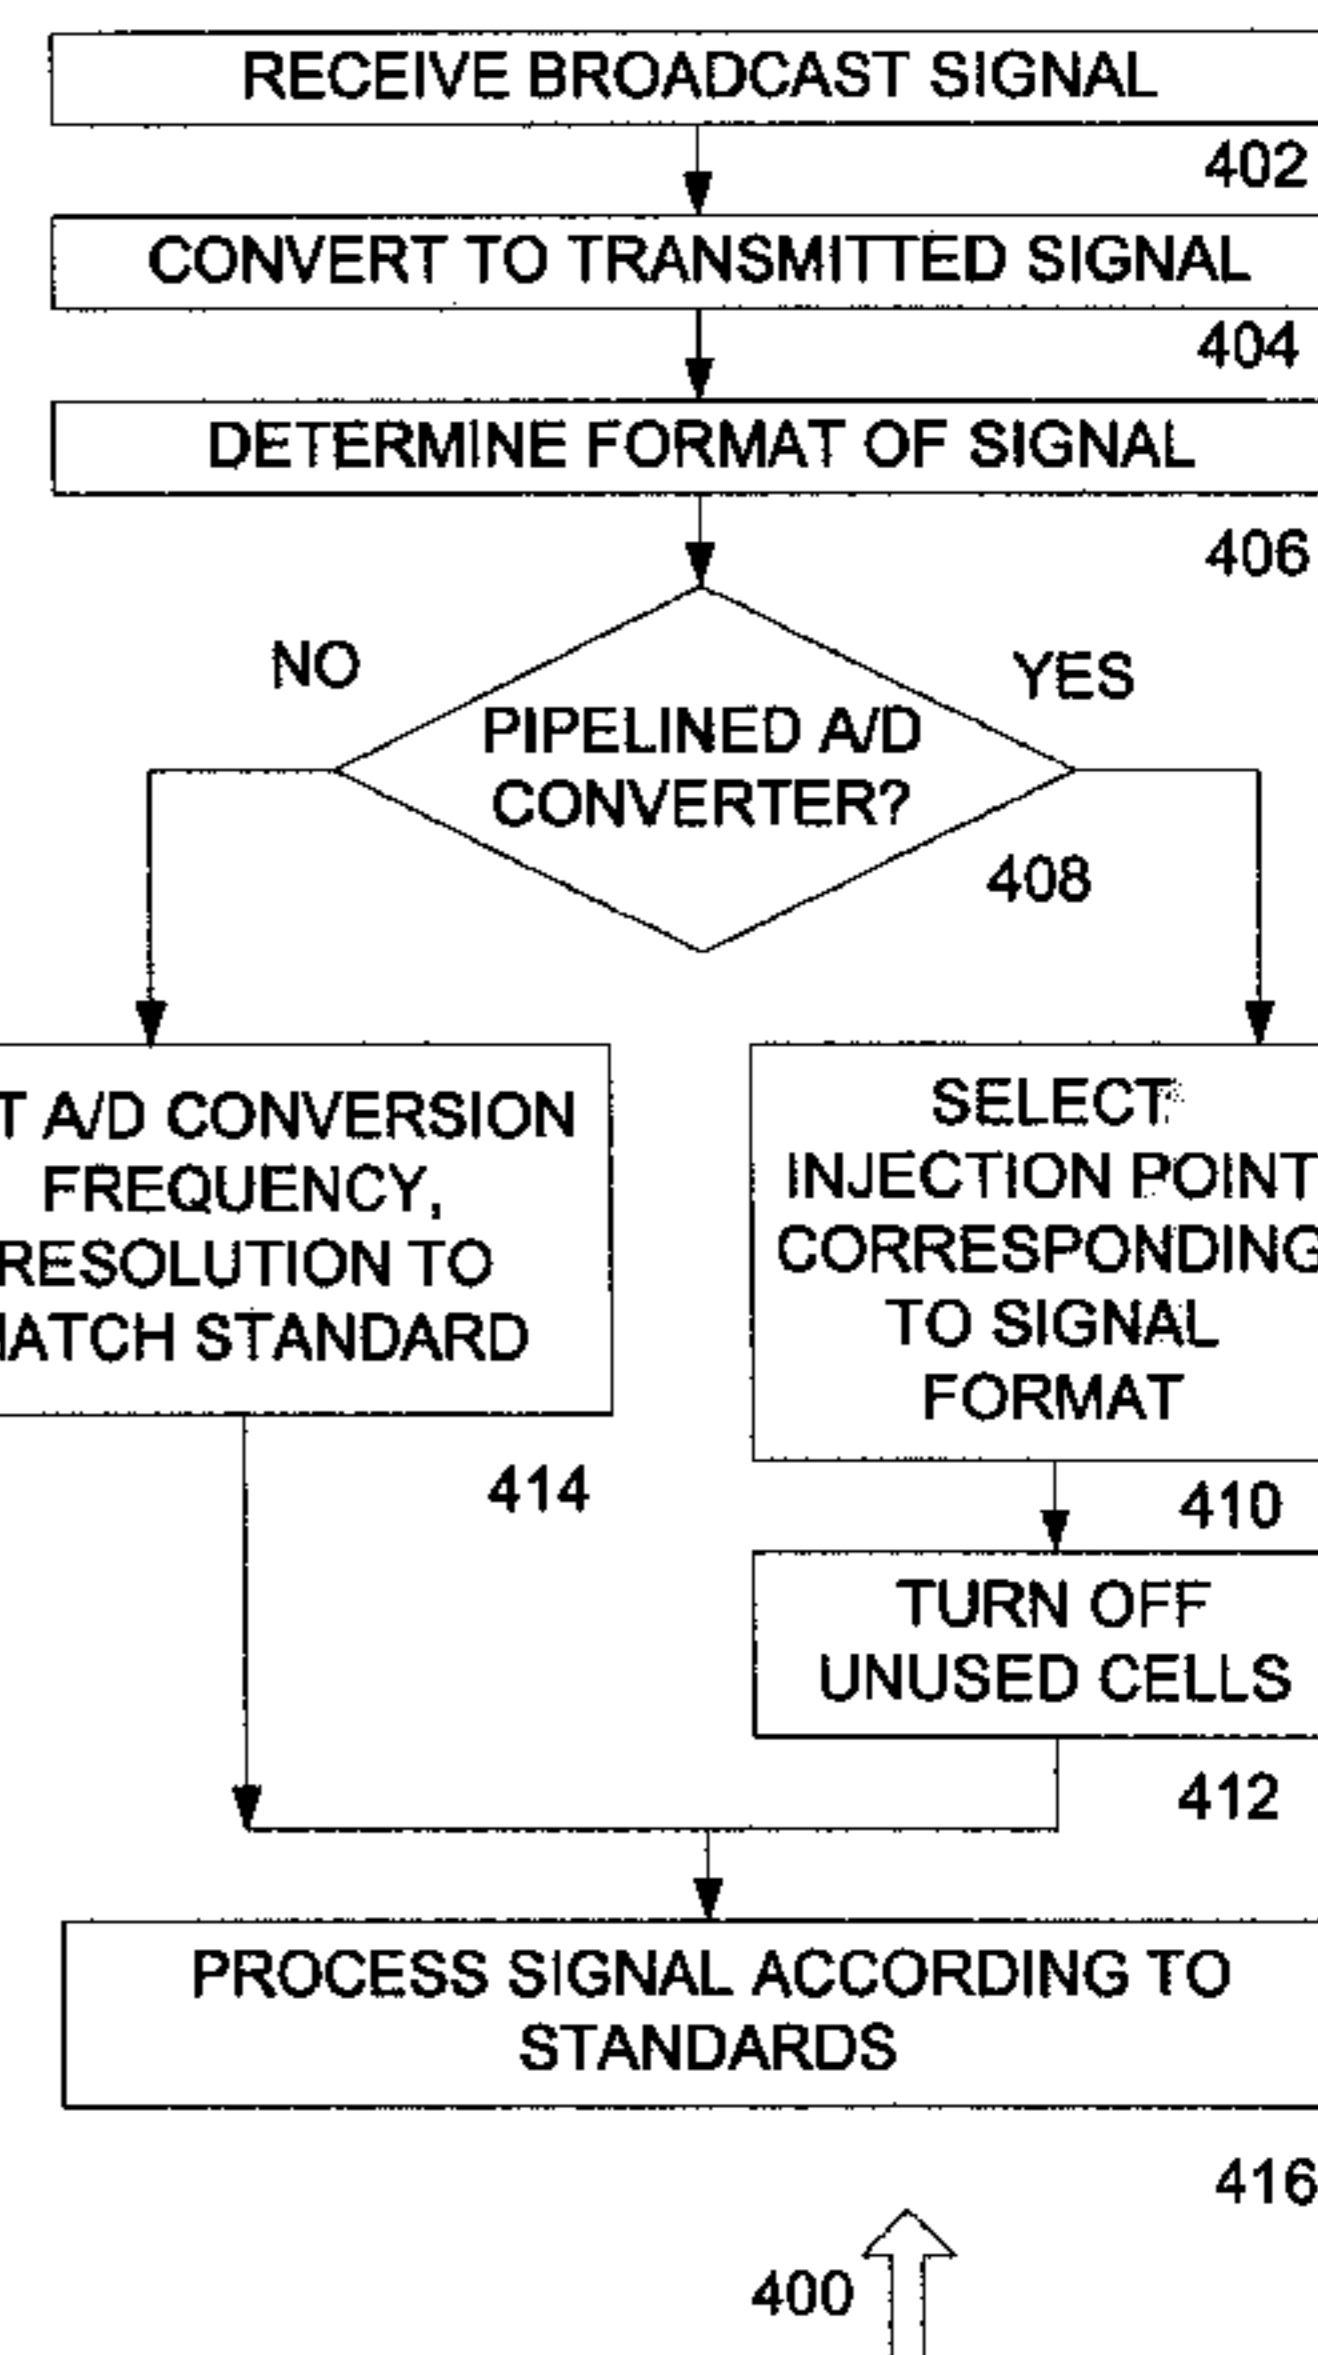 RECEIVE BROADCAST SIGNAL
402
CONVERT TO TRANSMITTED SIGNAL
404
DETERMINE FORMAT OF SIGNAL
406
NO
YES
PIPELINED A/D
CONVERTER?
408
T A/D CONVERSION
FREQUENCY,
RESOLUTION TO
ATCH STANDARD
414
SELECT
INJECTION POINT
CORRESPONDING
TO SIGNAL
FORMAT
410
TURN OFF
UNUSED CELLS
412
PROCESS SIGNAL ACCORDING TO
STANDARDS
416
400